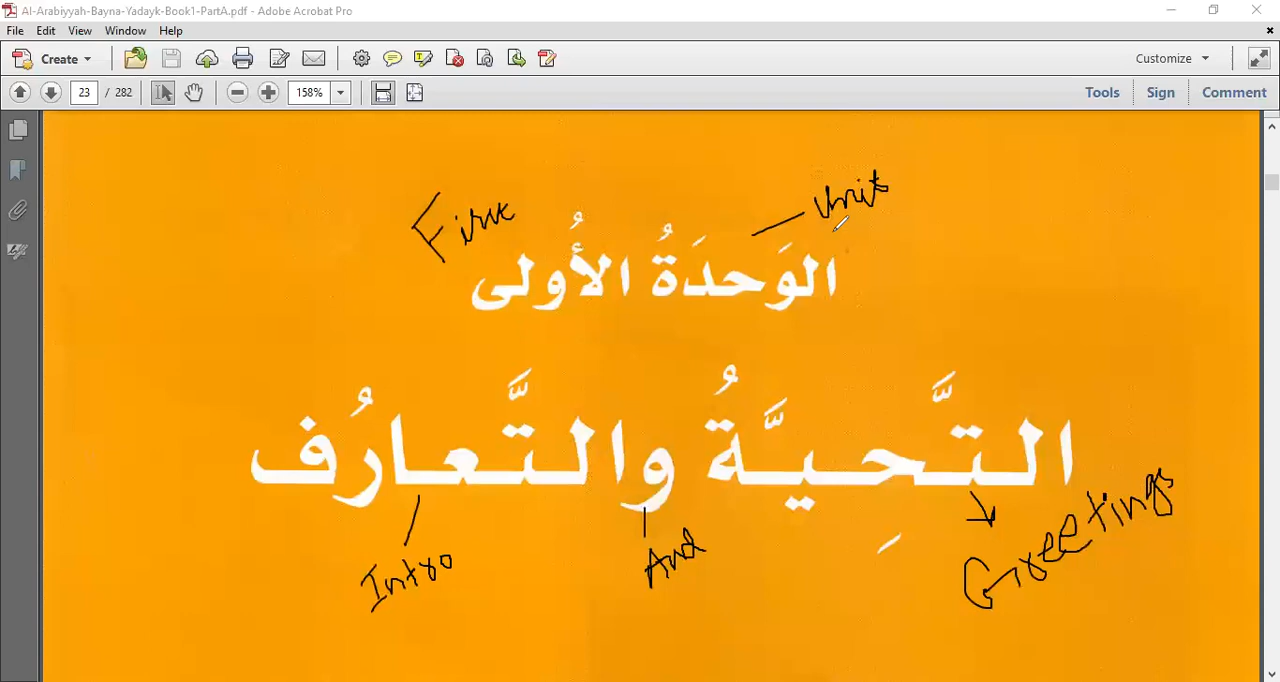 Al-Arabiyyah-Bayna-Yadayk-Book1-PartA.pdf - Adobe Acrobat Pro
File Edit View Window Help
Create Customize
23 / 282 158% Tools Sign Comment
First Unit
الوَحدَةُ الأُولى
التَّحِيَّةُ والتَّعارُف
Intro And Greetings